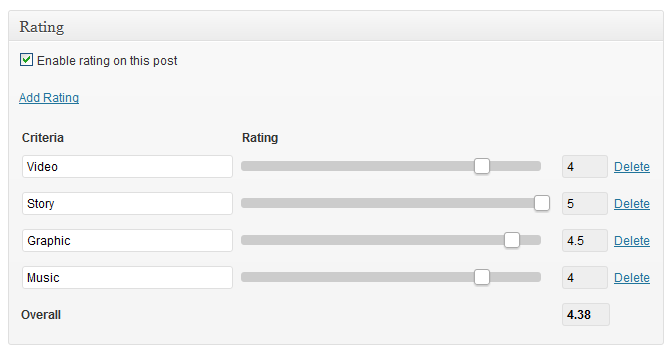 Rating
Enable rating on this post
Add Rating
Criteria Rating
Video 4 Delete
Story 5 Delete
Graphic 4.5 Delete
Music 4 Delete
Overall 4.38